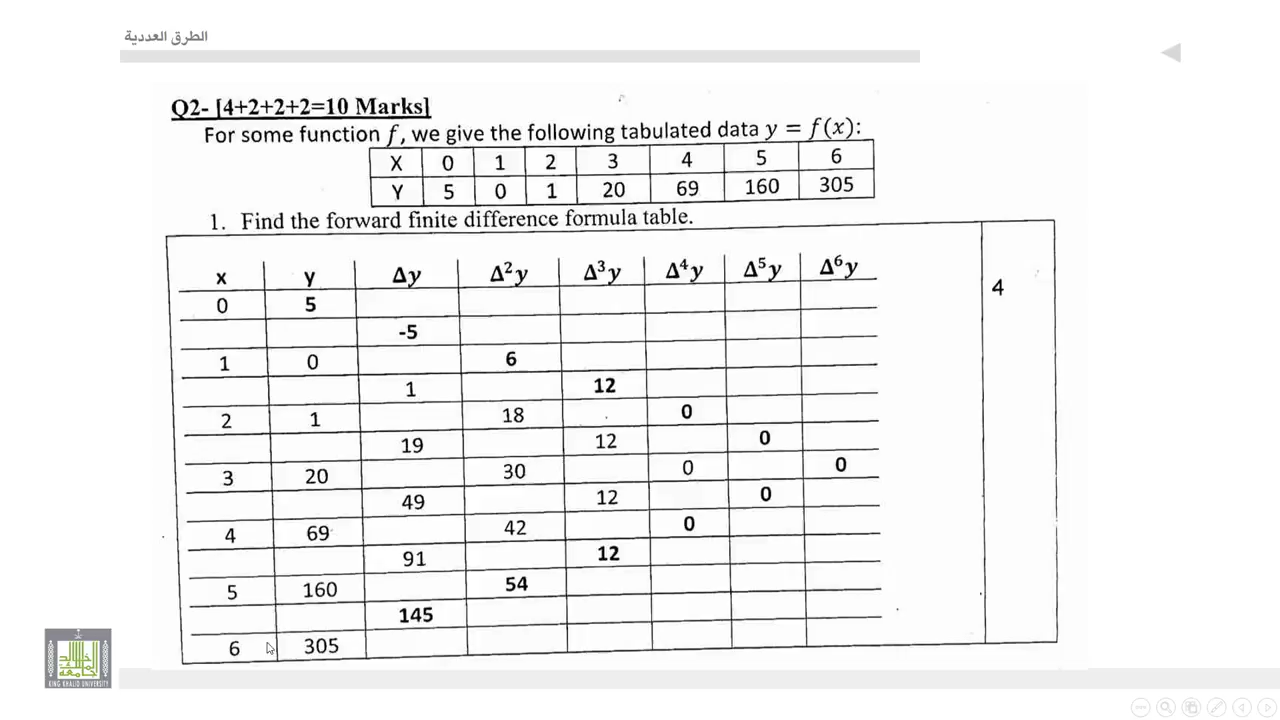 الطرق العددية
Q2- [4+2+2+2=10 Marks]
For some function f, we give the following tabulated data y = f(x):
X 0 1 2 3 4 5 6
Y 5 0 1 20 69 160 305
1. Find the forward finite difference formula table.
x y Δy Δ²y Δ³y Δ⁴y Δ⁵y Δ⁶y
4
0 5
-5
1 0 6
1 12
2 1 18 0
19 12 0
3 20 30 0 0
49 12 0
4 69 42 0
91 12
5 160 54
145
6 305
KING KHALID UNIVERSITY